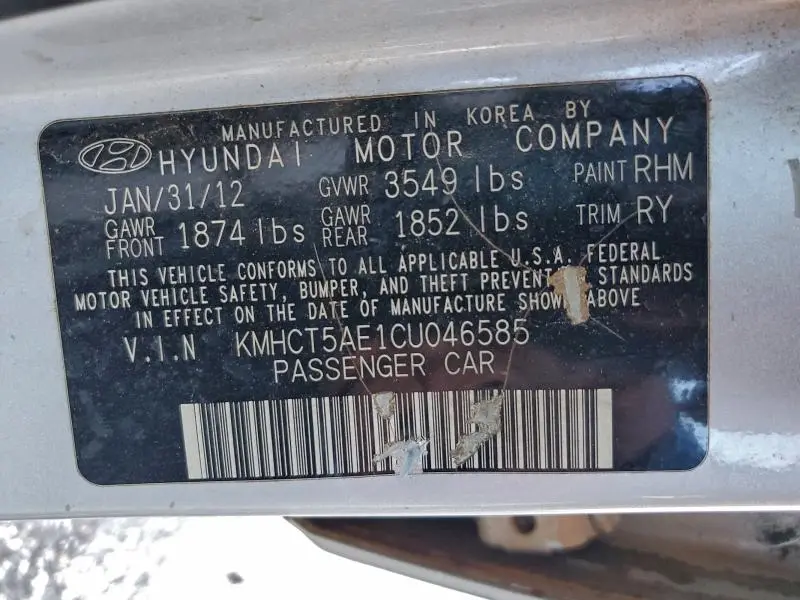 MANUFACTURED IN KOREA BY
HYUNDAI MOTOR COMPANY
JAN/31/12 GVWR 3549 lbs PAINT RHM
GAWR FRONT 1874 lbs GAWR REAR 1852 lbs TRIM RY
THIS VEHICLE CONFORMS TO ALL APPLICABLE U.S.A. FEDERAL
MOTOR VEHICLE SAFETY, BUMPER, AND THEFT PREVENTION STANDARDS
IN EFFECT ON THE DATE OF MANUFACTURE SHOWN ABOVE
V.I.N KMHCT5AE1CU046585
PASSENGER CAR